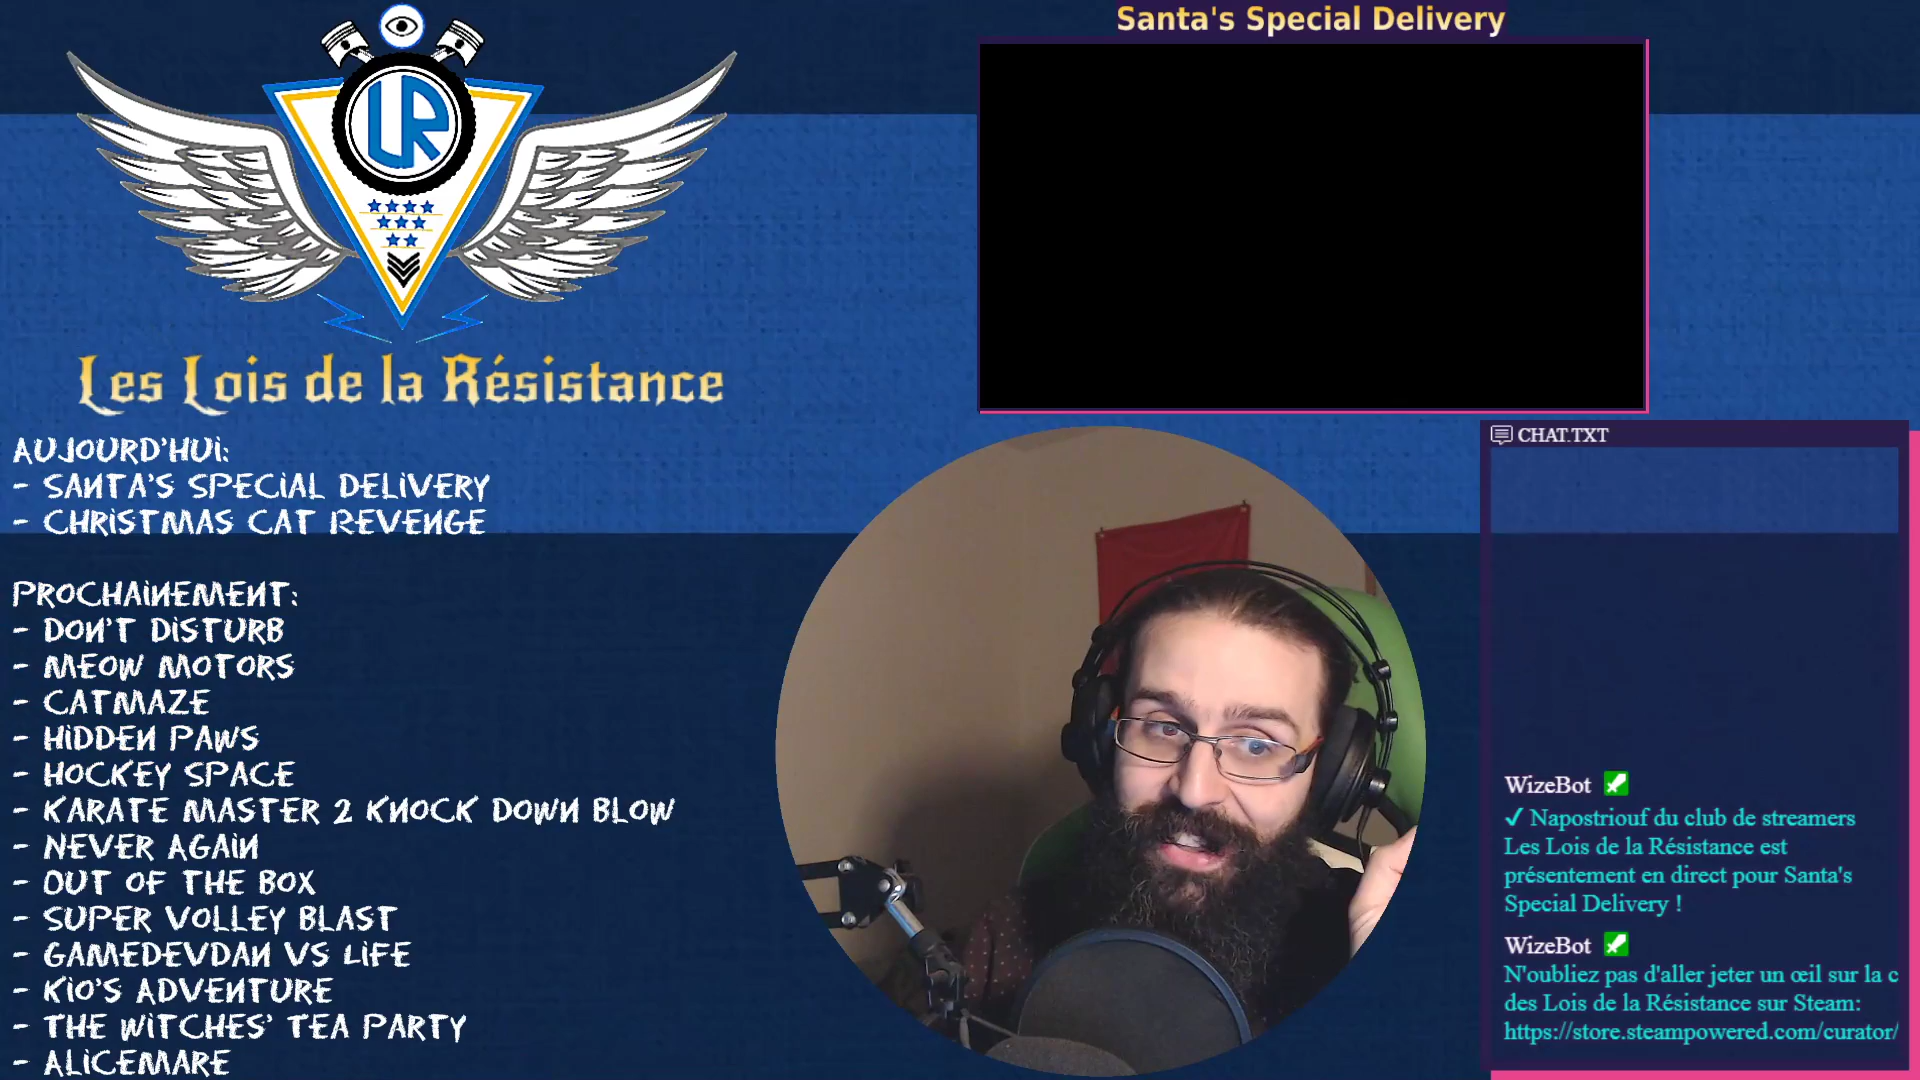 LR
Les Lois de la Résistance
AUJOURD'HUI:
- SANTA'S SPECIAL DELIVERY
- CHRISTMAS CAT REVENGE
PROCHAINEMENT:
- DON'T DISTURB
- MEOW MOTORS
- CATMAZE
- HIDDEN PAWS
- HOCKEY SPACE
- KARATE MASTER 2 KNOCK DOWN BLOW
- NEVER AGAIN
- OUT OF THE BOX
- SUPER VOLLEY BLAST
- GAMEDEVDAN VS LIFE
- KIO'S ADVENTURE
- THE WITCHES' TEA PARTY
- ALICEMARE
Santa's Special Delivery
CHAT.TXT
WizeBot
✓ Napostriouf du club de streamers
Les Lois de la Résistance est
présentement en direct pour Santa's
Special Delivery !
WizeBot
N'oubliez pas d'aller jeter un œil sur la c
des Lois de la Résistance sur Steam:
https://store.steampowered.com/curator/